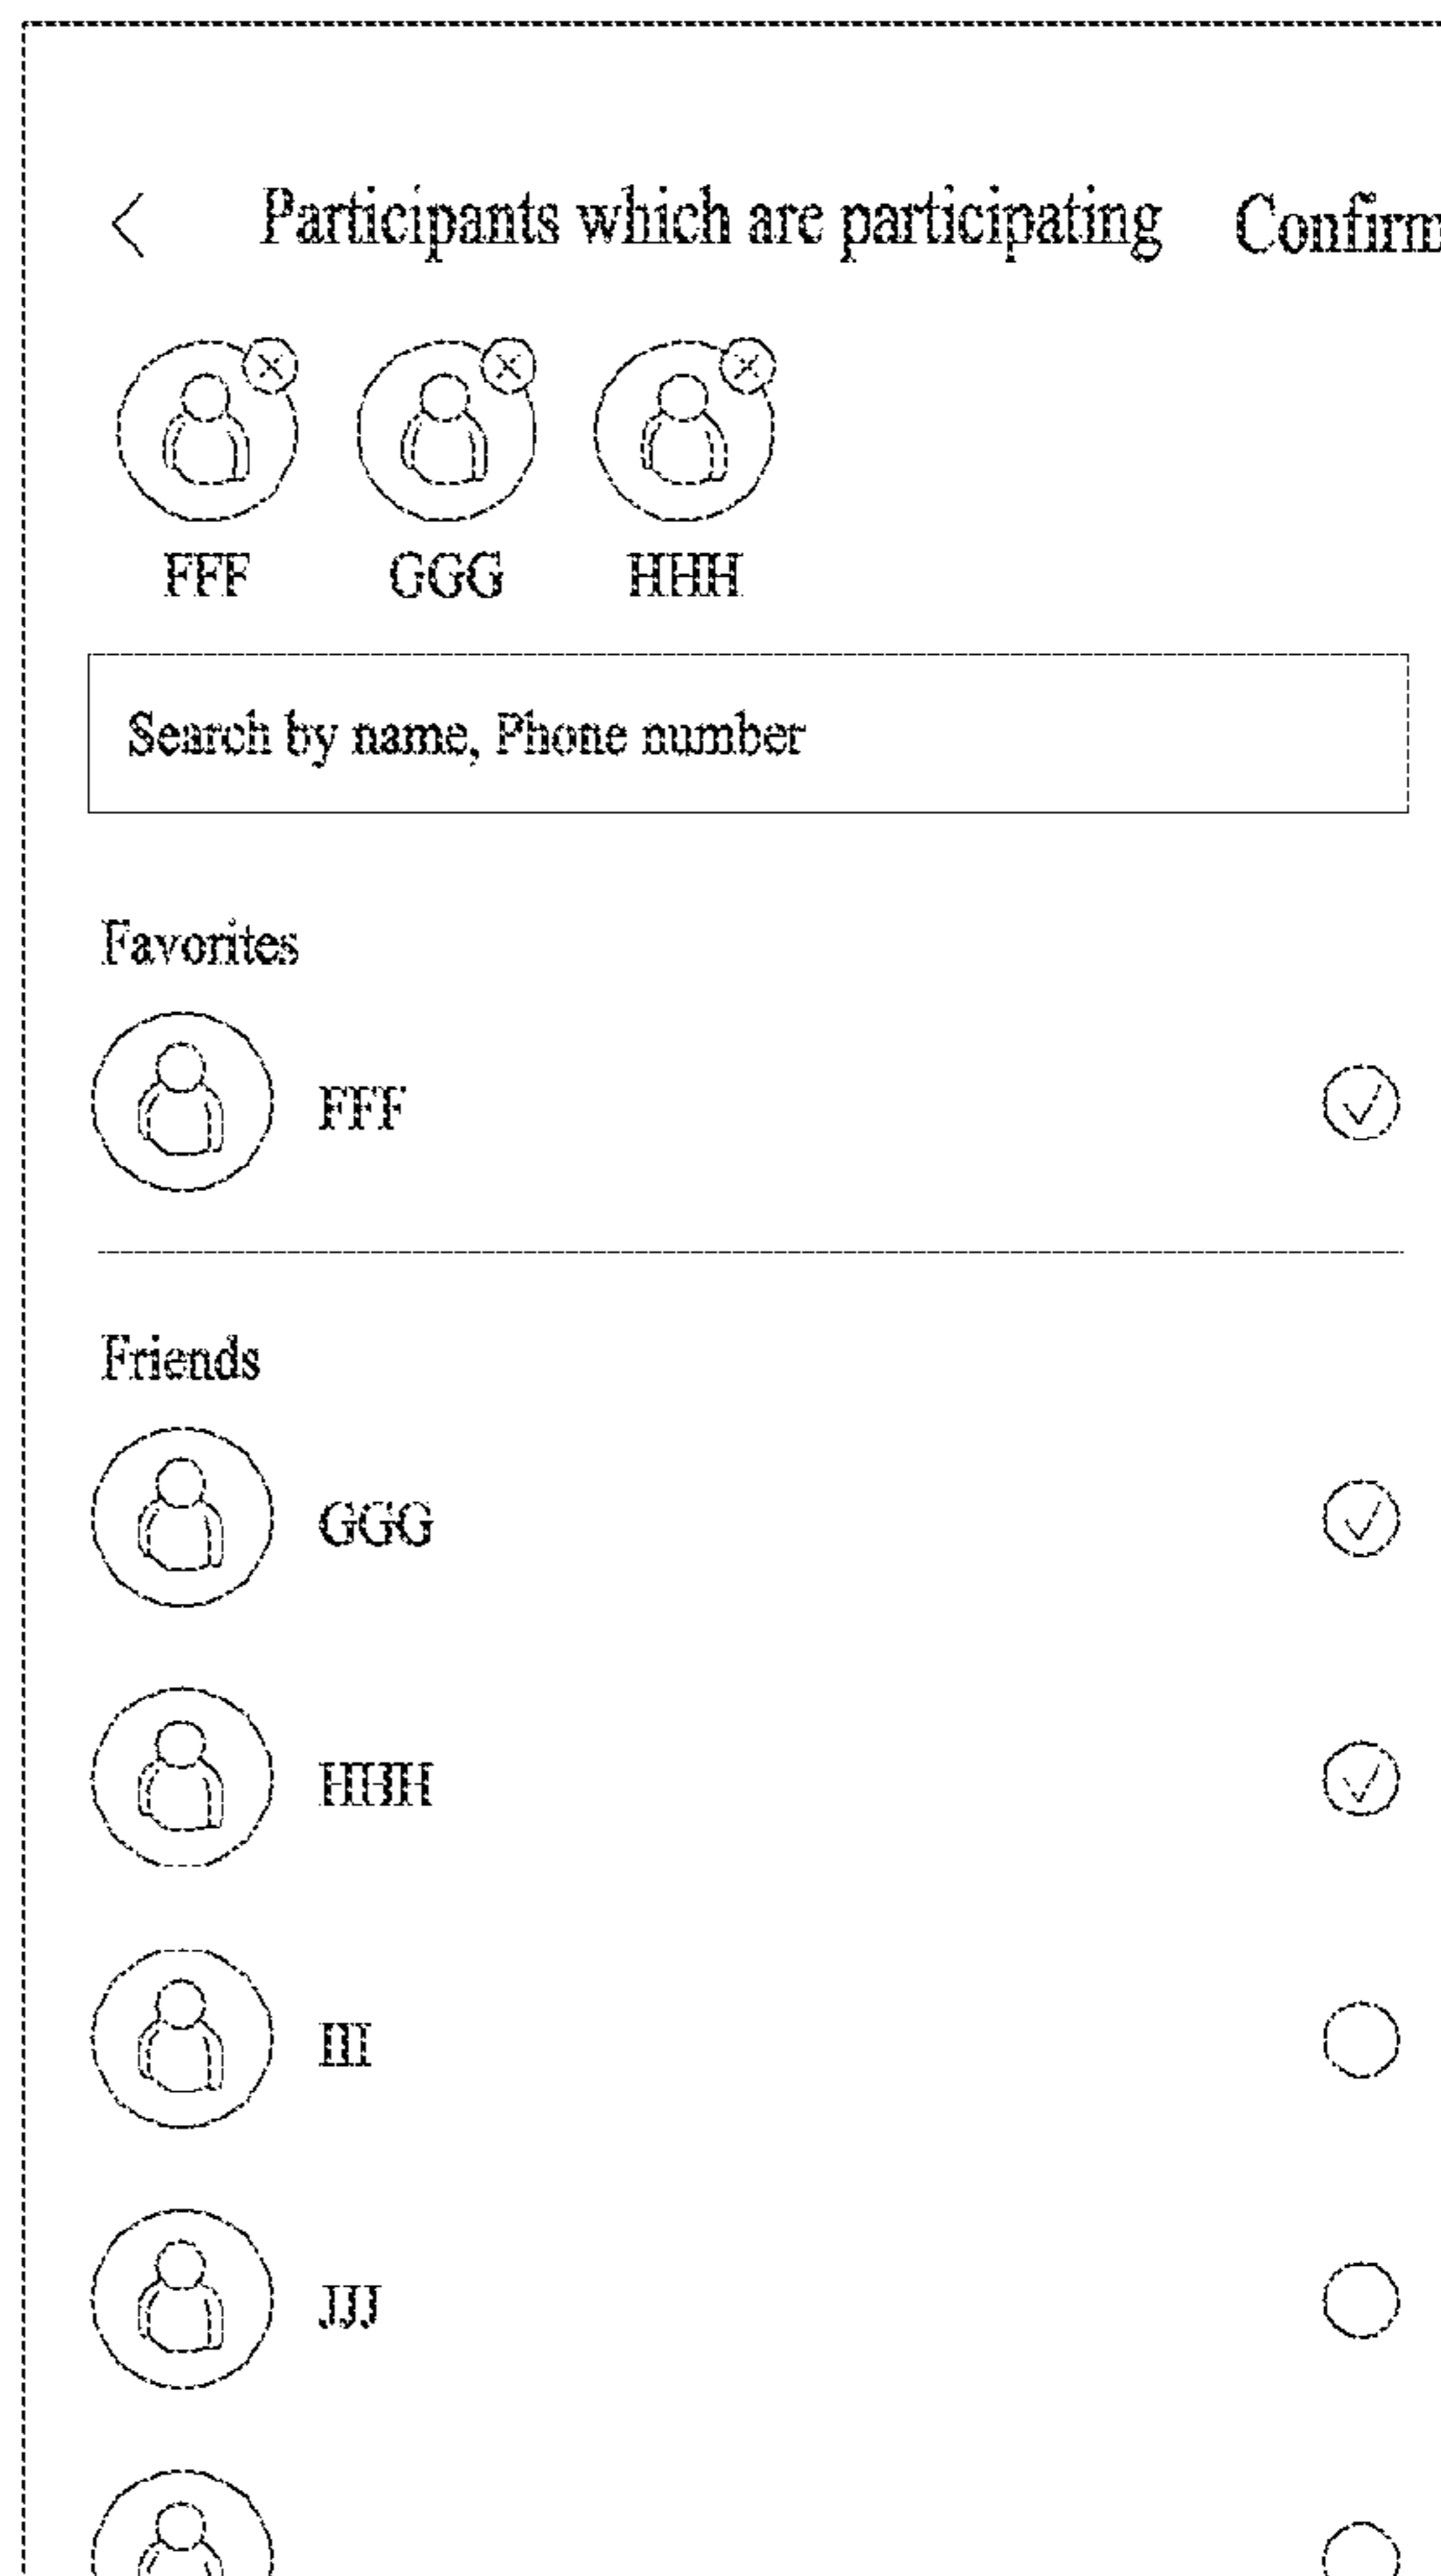 Participants which are participating Confirm
FFF GGG HHH
Search by name, Phone number
Favorites
FFF
Friends
GGG
HHH
III
JJJ